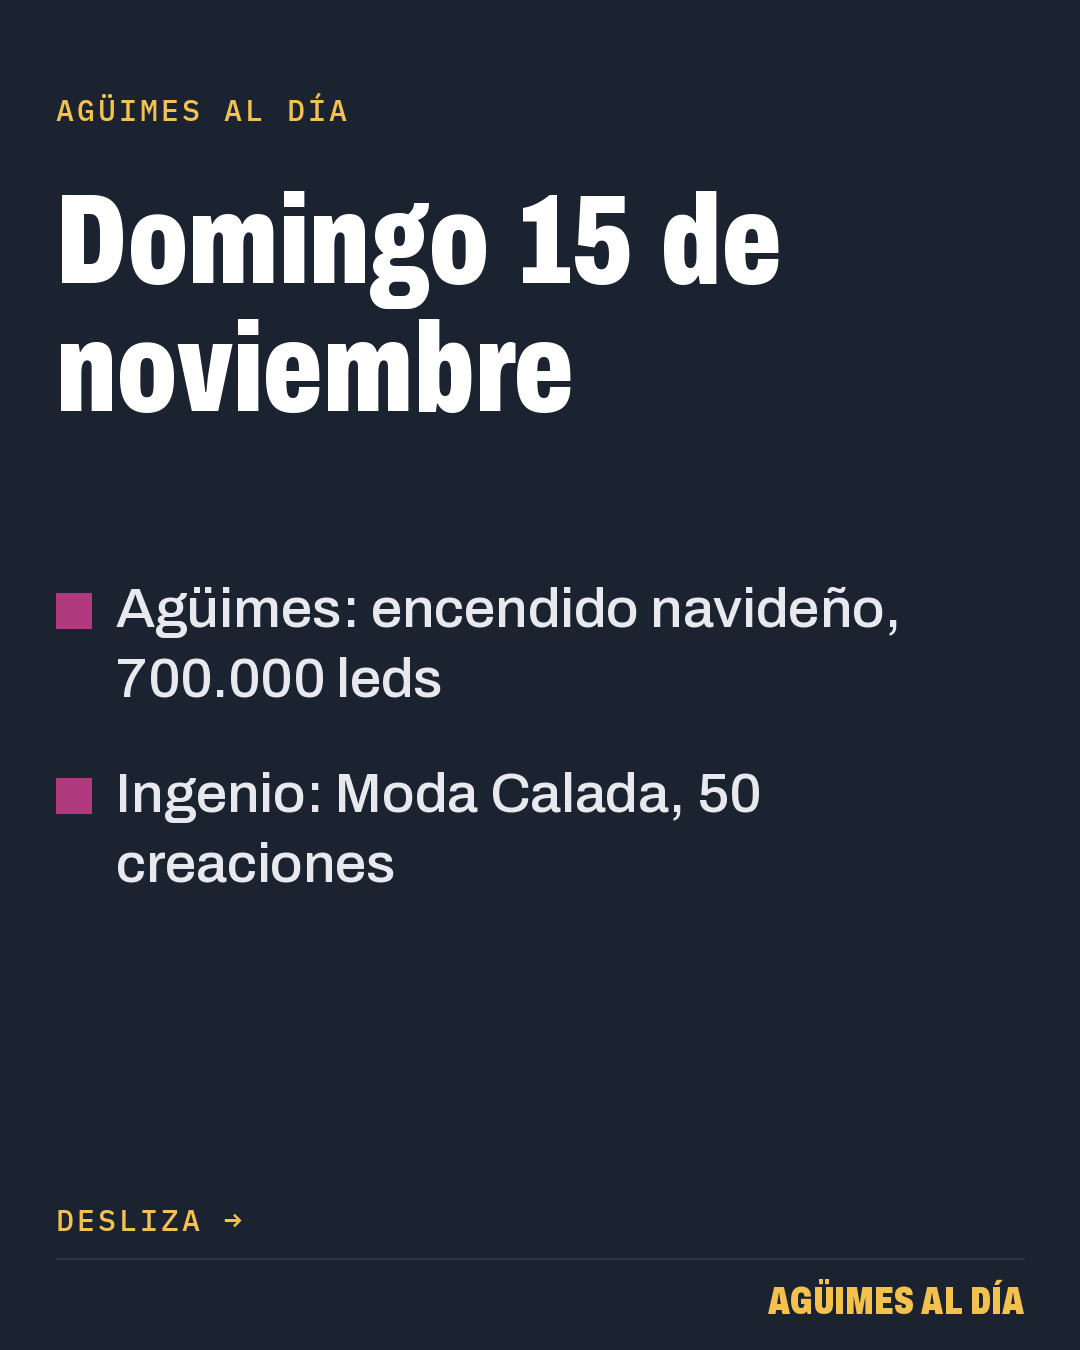 AGÜIMES AL DÍA
Domingo 15 de
noviembre
Agüimes: encendido navideño,
700.000 leds
Ingenio: Moda Calada, 50
creaciones
DESLIZA →
AGÜIMES AL DÍA